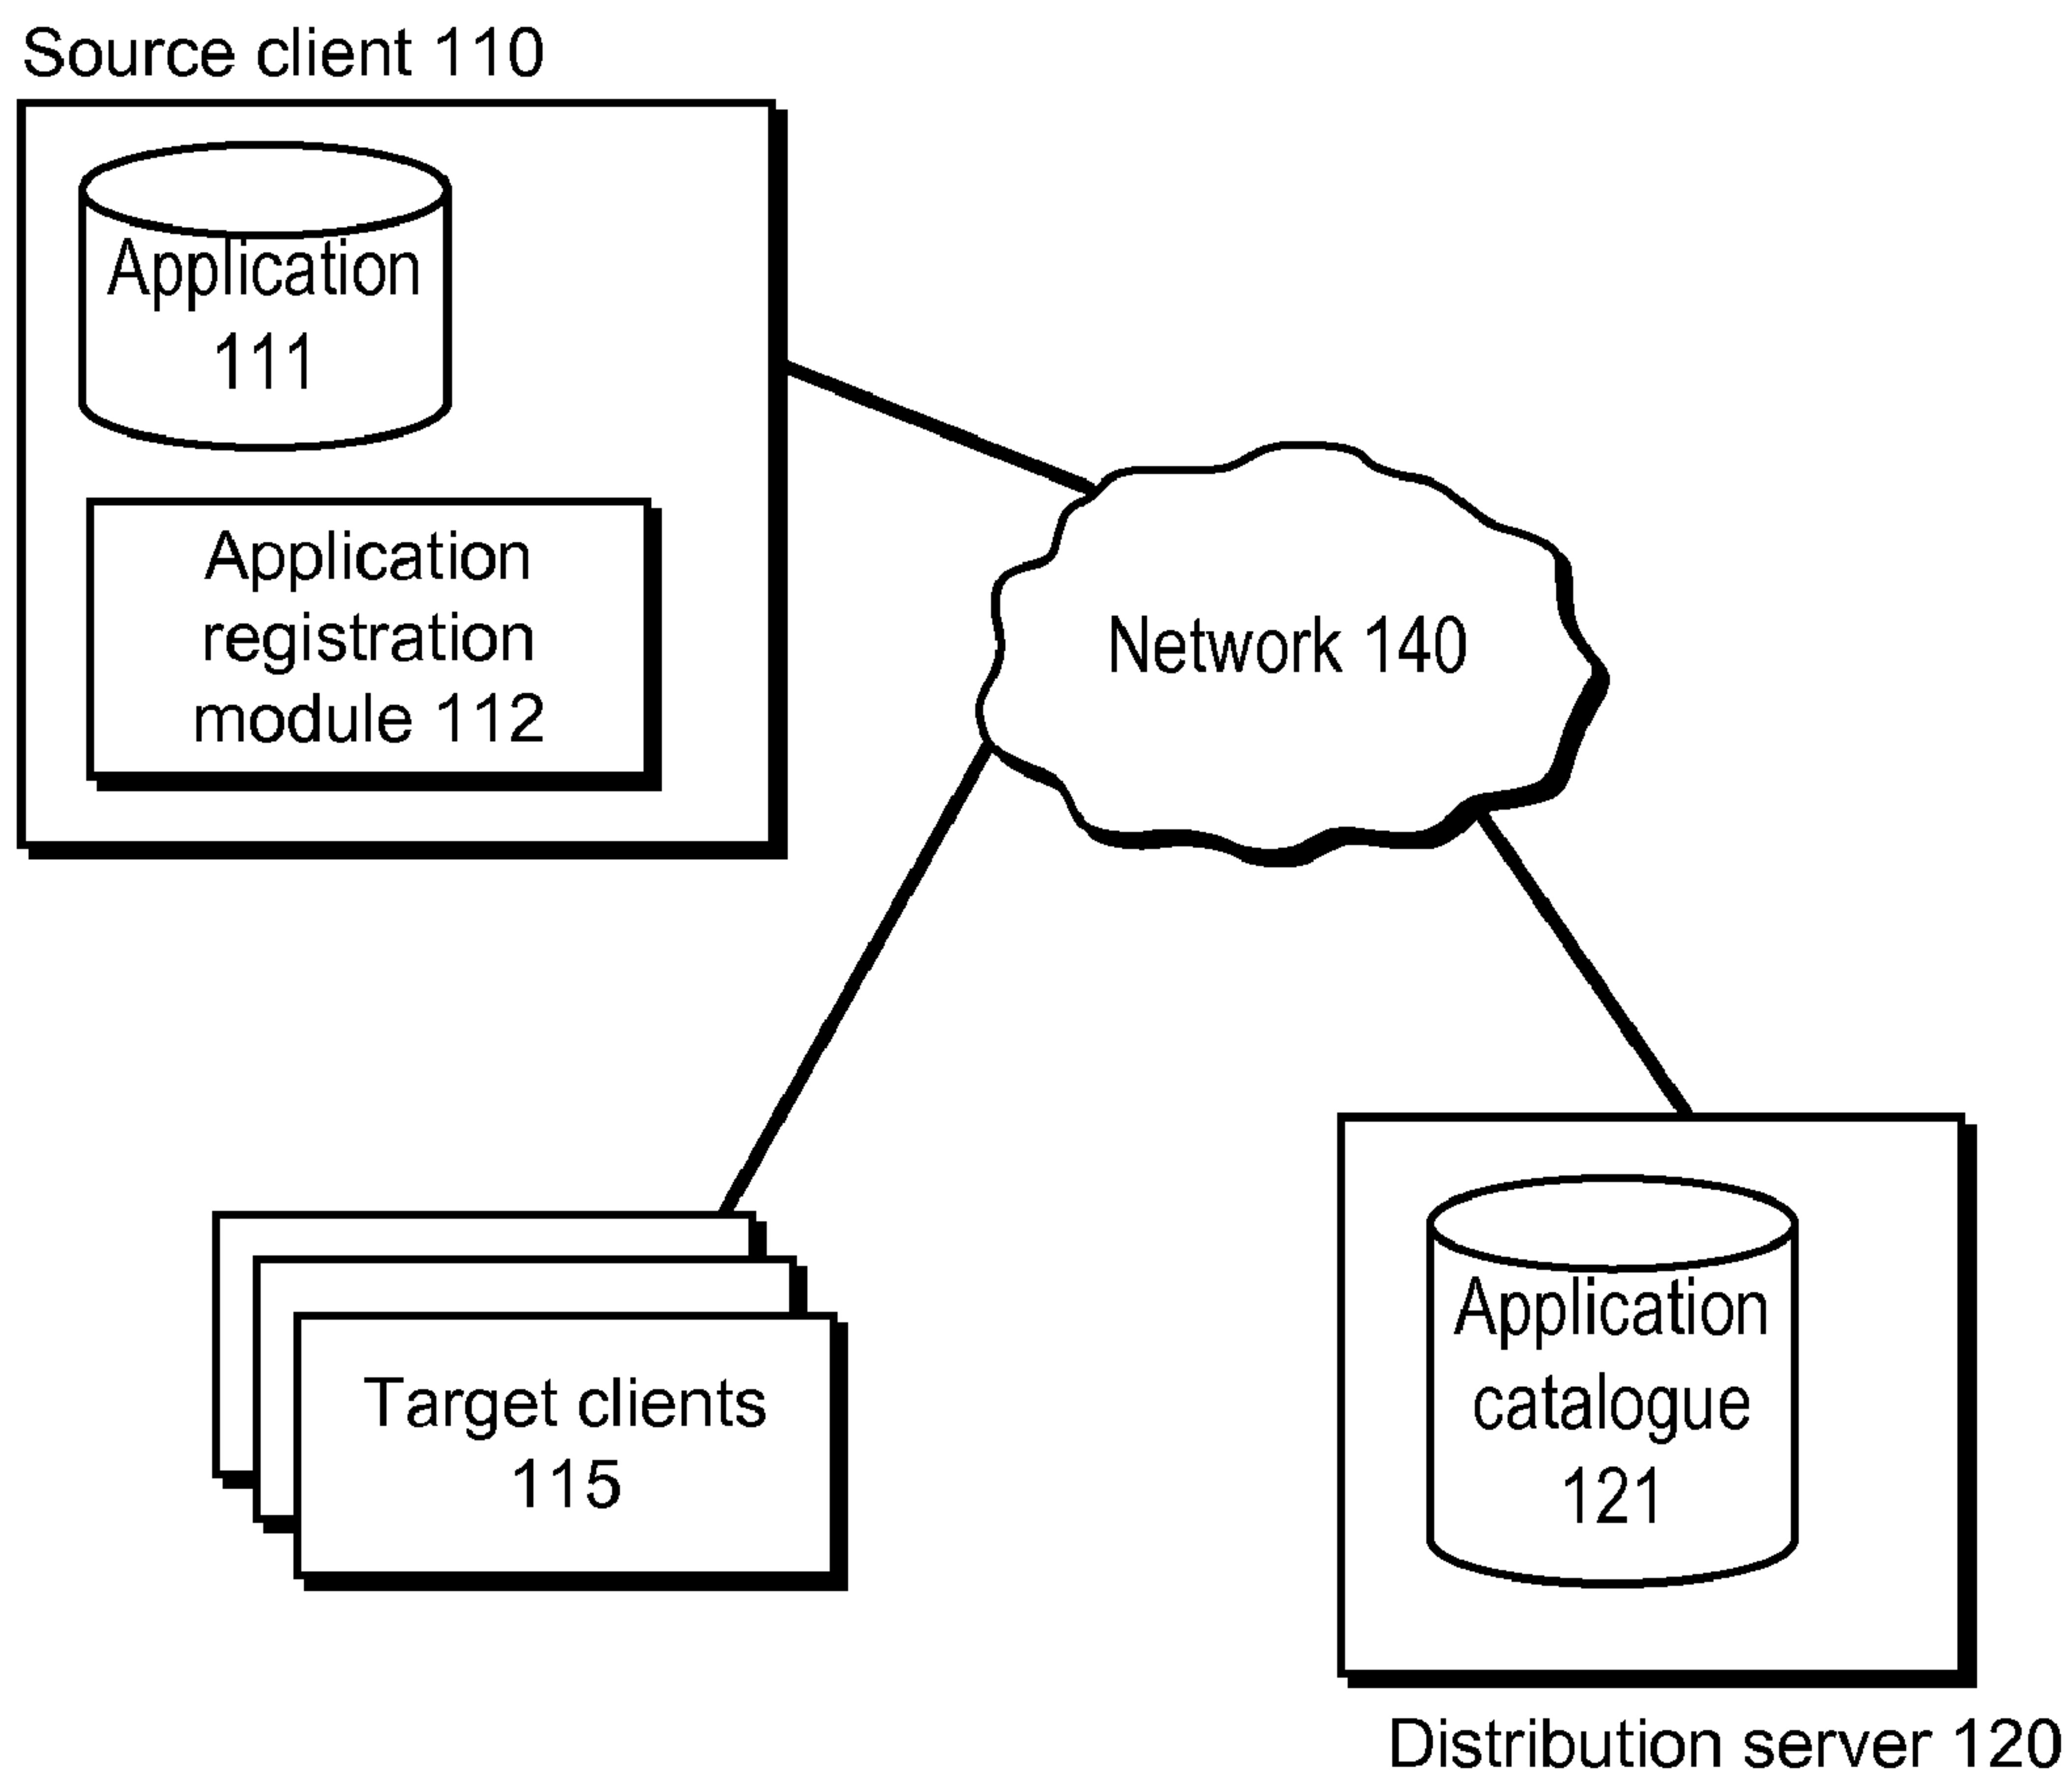 Source client 110
Application
111
Application
registration
module 112
Network 140
Target clients
115
Application
catalogue
121
Distribution server 120